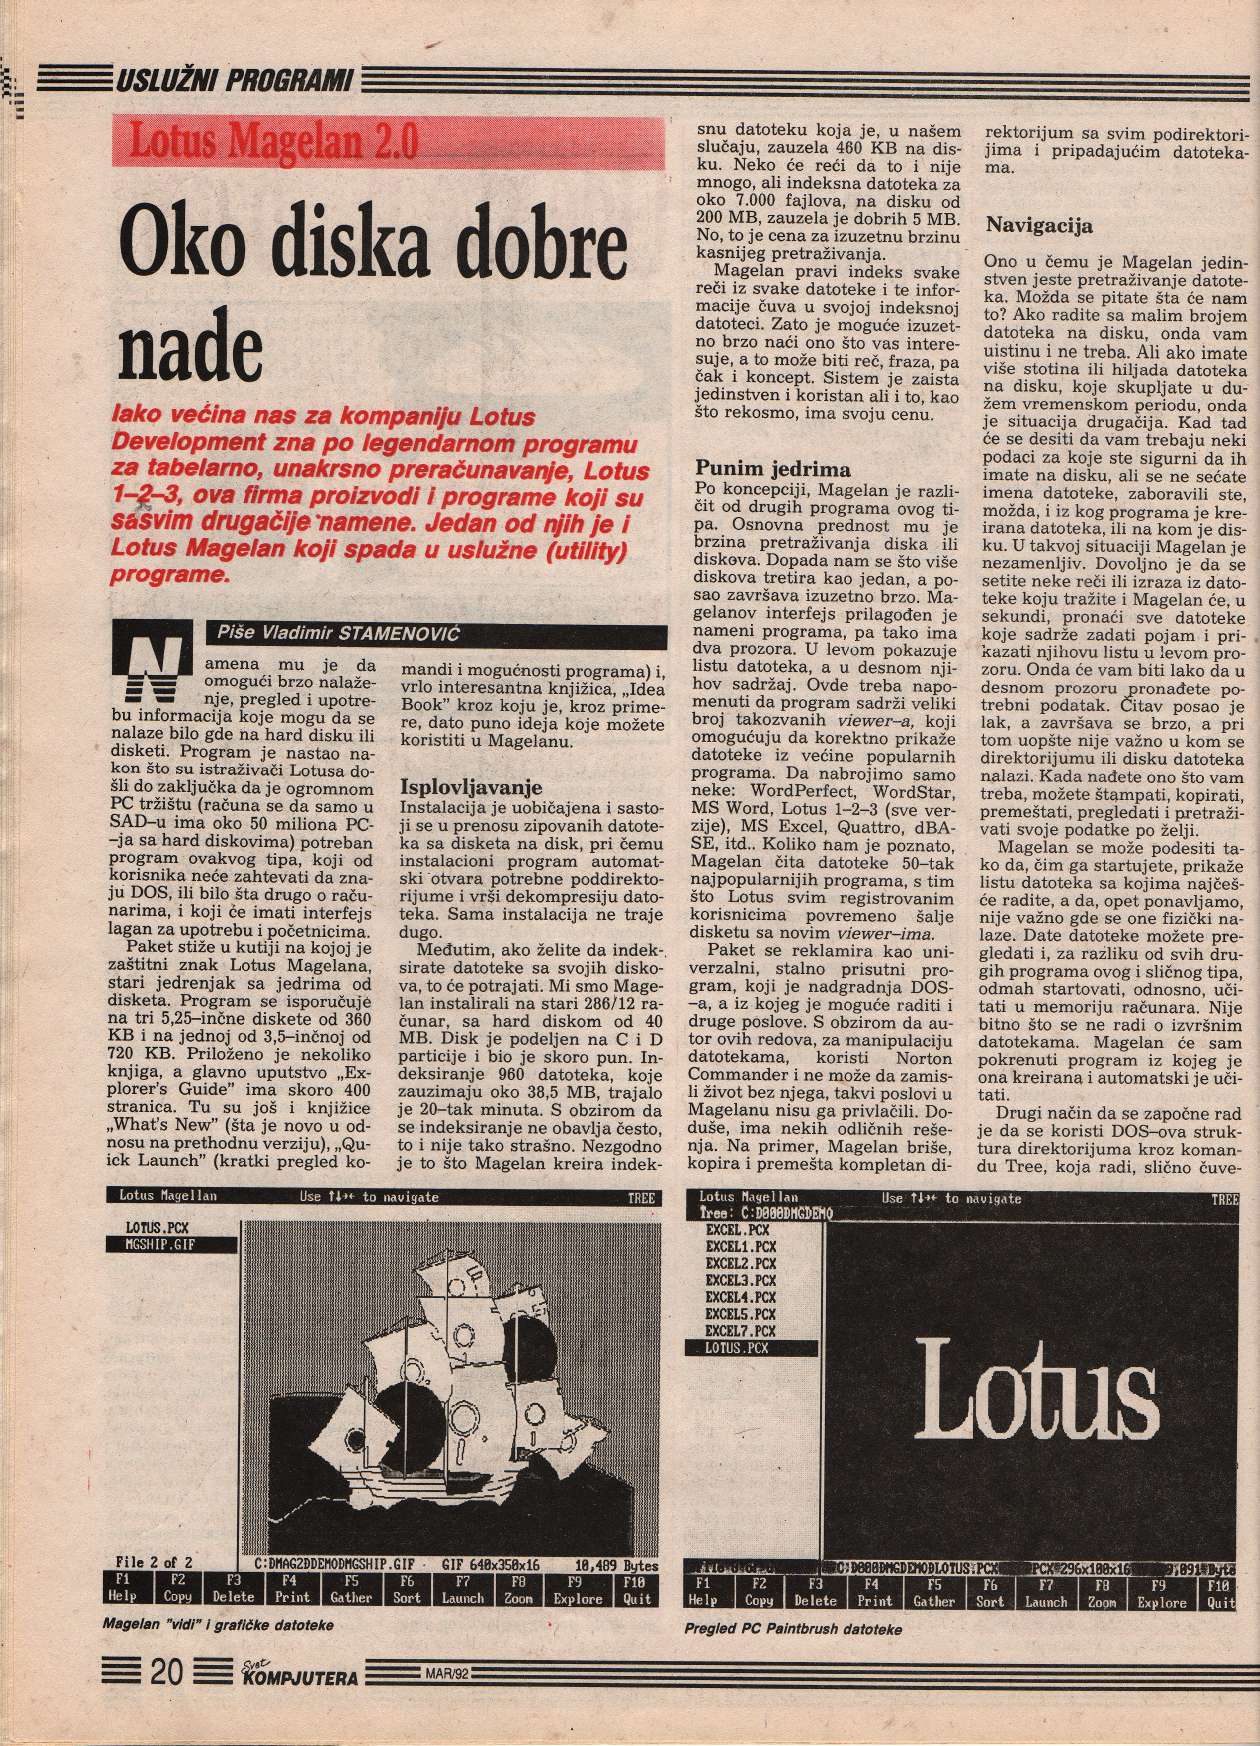 USLUŽNI PROGRAMI
Lotus Magelan 2.0
Oko diska dobre
nade
Iako većina nas za kompaniju Lotus
Development zna po legendarnom programu
za tabelarno, unakrsno preračunavanje, Lotus
1–2–3, ova firma proizvodi i programe koji su
sasvim drugačije namene. Jedan od njih je i
Lotus Magelan koji spada u uslužne (utility)
programe.
Piše Vladimir STAMENOVIĆ
N
amena mu je da
omogući brzo nalaže-
nje, pregled i upotre-
bu informacija koje mogu da se
nalaze bilo gde na hard disku ili
disketi. Program je nastao na-
kon što su istraživači Lotusa do-
šli do zaključka da je ogromnom
PC tržištu (računa se da samo u
SAD–u ima oko 50 miliona PC-
–ja sa hard diskovima) potreban
program ovakvog tipa, koji od
korisnika neće zahtevati da zna-
ju DOS, ili bilo šta drugo o raču-
narima, i koji će imati interfejs
lagan za upotrebu i početnicima.
Paket stiže u kutiji na kojoj je
zaštitni znak Lotus Magelana,
stari jedrenjak sa jedrima od
disketa. Program se isporučuje
na tri 5,25–inčne diskete od 360
KB i na jednoj od 3,5–inčnoj od
720 KB. Priloženo je nekoliko
knjiga, a glavno uputstvo „Ex-
plorer's Guide" ima skoro 400
stranica. Tu su još i knjižice
„What's New" (šta je novo u od-
nosu na prethodnu verziju), „Qu-
ick Launch" (kratki pregled ko-
mandi i mogućnosti programa) i,
vrlo interesantna knjižica, „Idea
Book" kroz koju je, kroz prime-
re, dato puno ideja koje možete
koristiti u Magelanu.
Isplovljavanje
Instalacija je uobičajena i sasto-
ji se u prenosu zipovanih datote-
ka sa disketa na disk, pri čemu
instalacioni program automat-
ski otvara potrebne poddirekto-
rijume i vrši dekompresiju dato-
teka. Sama instalacija ne traje
dugo.
Međutim, ako želite da indek-
sirate datoteke sa svojih disko-
va, to će potrajati. Mi smo Mage-
lan instalirali na stari 286/12 ra-
čunar, sa hard diskom od 40
MB. Disk je podeljen na C i D
particije i bio je skoro pun. In-
deksiranje 960 datoteka, koje
zauzimaju oko 38,5 MB, trajalo
je 20–tak minuta. S obzirom da
se indeksiranje ne obavlja često,
to i nije tako strašno. Nezgodno
je to što Magelan kreira indek-
snu datoteku koja je, u našem
slučaju, zauzela 460 KB na dis-
ku. Neko će reći da to i nije
mnogo, ali indeksna datoteka za
oko 7.000 fajlova, na disku od
200 MB, zauzela je dobrih 5 MB.
No, to je cena za izuzetnu brzinu
kasnijeg pretraživanja.
Magelan pravi indeks svake
reči iz svake datoteke i te infor-
macije čuva u svojoj indeksnoj
datoteci. Zato je moguće izuzet-
no brzo naći ono što vas intere-
suje, a to može biti reč, fraza, pa
čak i koncept. Sistem je zaista
jedinstven i koristan ali i to, kao
što rekosmo, ima svoju cenu.
Punim jedrima
Po koncepciji, Magelan je razli-
čit od drugih programa ovog ti-
pa. Osnovna prednost mu je
brzina pretraživanja diska ili
diskova. Dopada nam se što više
diskova tretira kao jedan, a po-
sao završava izuzetno brzo. Ma-
gelanov interfejs prilagođen je
nameni programa, pa tako ima
dva prozora. U levom pokazuje
listu datoteka, a u desnom nji-
hov sadržaj. Ovde treba napo-
menuti da program sadrži veliki
broj takozvanih viewer–a, koji
omogućuju da korektno prikaže
datoteke iz većine popularnih
programa. Da nabrojimo samo
neke: WordPerfect, WordStar,
MS Word, Lotus 1–2–3 (sve ver-
zije), MS Excel, Quattro, dBA-
SE, itd.. Koliko nam je poznato,
Magelan čita datoteke 50–tak
najpopularnijih programa, s tim
što Lotus svim registrovanim
korisnicima povremeno šalje
disketu sa novim viewer–ima.
Paket se reklamira kao uni-
verzalni, stalno prisutni pro-
gram, koji je nadgradnja DOS-
–a, a iz kojeg je moguće raditi i
druge poslove. S obzirom da au-
tor ovih redova, za manipulaciju
datotekama, koristi Norton
Commander i ne može da zamis-
li život bez njega, takvi poslovi u
Magelanu nisu ga privlačili. Do-
duše, ima nekih odličnih reše-
nja. Na primer, Magelan briše,
kopira i premešta kompletan di-
rektorijum sa svim podirektori-
jima i pripadajućim datoteka-
ma.
Navigacija
Ono u čemu je Magelan jedin-
stven jeste pretraživanje datote-
ka. Možda se pitate šta će nam
to? Ako radite sa malim brojem
datoteka na disku, onda vam
uistinu i ne treba. Ali ako imate
više stotina ili hiljada datoteka
na disku, koje skupljate u du-
žem vremenskom periodu, onda
je situacija drugačija. Kad tad
će se desiti da vam trebaju neki
podaci za koje ste sigurni da ih
imate na disku, ali se ne sećate
imena datoteke, zaboravili ste,
možda, i iz kog programa je kre-
irana datoteka, ili na kom je dis-
ku. U takvoj situaciji Magelan je
nezamenljiv. Dovoljno je da se
setite neke reči ili izraza iz dato-
teke koju tražite i Magelan će, u
sekundi, pronaći sve datoteke
koje sadrže zadati pojam i pri-
kazati njihovu listu u levom pro-
zoru. Onda će vam biti lako da u
desnom prozoru pronađete po-
trebni podatak. Čitav posao je
lak, a završava se brzo, a pri
tom uopšte nije važno u kom se
direktorijumu ili disku datoteka
nalazi. Kada nađete ono što vam
treba, možete štampati, kopirati,
premeštati, pregledati i pretraži-
vati svoje podatke po želji.
Magelan se može podesiti ta-
ko da, čim ga startujete, prikaže
listu datoteka sa kojima najčeš-
će radite, a da, opet ponavljamo,
nije važno gde se one fizički na-
laze. Date datoteke možete pre-
gledati i, za razliku od svih dru-
gih programa ovog i sličnog tipa,
odmah startovati, odnosno, uči-
tati u memoriju računara. Nije
bitno što se ne radi o izvršnim
datotekama. Magelan će sam
pokrenuti program iz kojeg je
ona kreirana i automatski je uči-
tati.
Drugi način da se započne rad
je da se koristi DOS–ova struk-
tura direktorijuma kroz koman-
du Tree, koja radi, slično čuve-
Lotus Magellan Use ↑↓→← to navigate TREE
LOTUS.PCX
MGSHIP.GIF
File 2 of 2 C:ĐMAG2ĐDEMOĐMGSHIP.GIF - GIF 640x350x16 10,489 Bytes
F1 F2 F3 F4 F5 F6 F7 F8 F9 F10
Help Copy Delete Print Gather Sort Launch Zoom Explore Quit
Magelan "vidi" i grafičke datoteke
Lotus Magellan Use ↑↓→← to navigate TREE
Tree: C:ĐD000ĐMGDEMO
EXCEL.PCX
EXCEL1.PCX
EXCEL2.PCX
EXCEL3.PCX
EXCEL4.PCX
EXCEL5.PCX
EXCEL7.PCX
LOTUS.PCX
Lotus
C:ĐD000ĐMGDEMOĐLOTUS.PCX PCX 296x100x16
F1 F2 F3 F4 F5 F6 F7 F8 F9 F10
Help Copy Delete Print Gather Sort Launch Zoom Explore Quit
Pregled PC Paintbrush datoteke
20 Svet KOMPJUTERA MAR/92